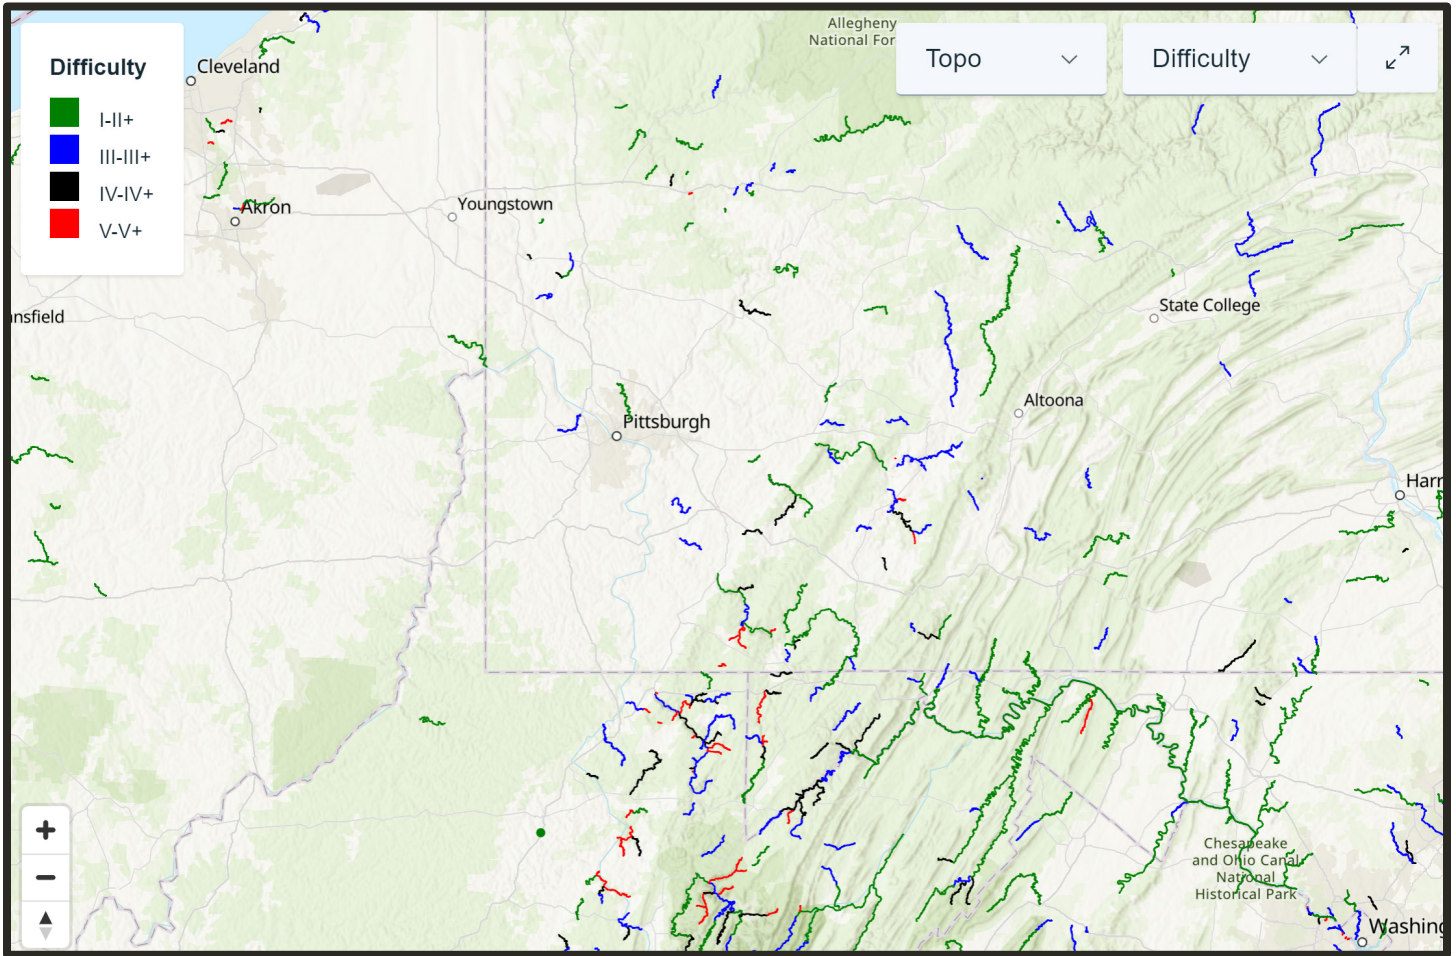 Allegheny
National For
Topo
Difficulty
Difficulty
I-II+
III-III+
IV-IV+
V-V+
Cleveland
Akron
Youngstown
nsfield
State College
Altoona
Pittsburgh
Harr
Chesapeake
and Ohio Canal
National
Historical Park
Washing